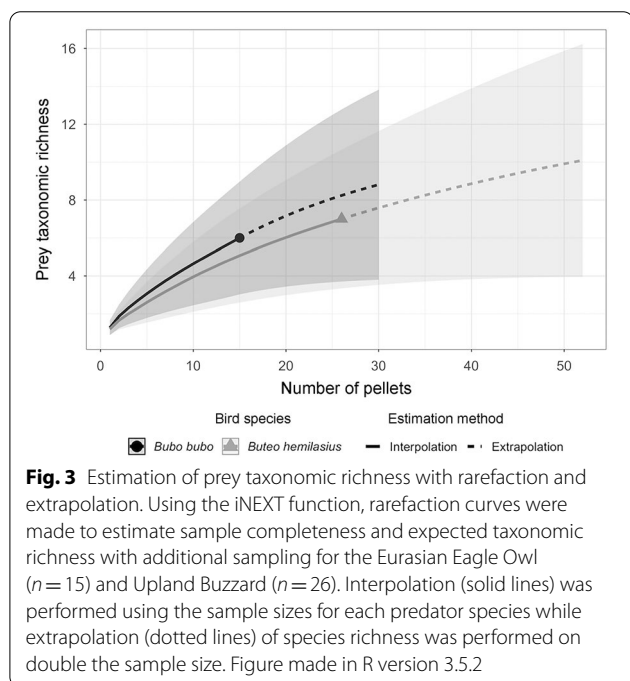 16
12
8
4
Prey taxonomic richness
0 10 20 30 40 50
Number of pellets
Bird species Estimation method
Bubo bubo Buteo hemilasius Interpolation Extrapolation
Fig. 3 Estimation of prey taxonomic richness with rarefaction and
extrapolation. Using the iNEXT function, rarefaction curves were
made to estimate sample completeness and expected taxonomic
richness with additional sampling for the Eurasian Eagle Owl
(n = 15) and Upland Buzzard (n = 26). Interpolation (solid lines) was
performed using the sample sizes for each predator species while
extrapolation (dotted lines) of species richness was performed on
double the sample size. Figure made in R version 3.5.2